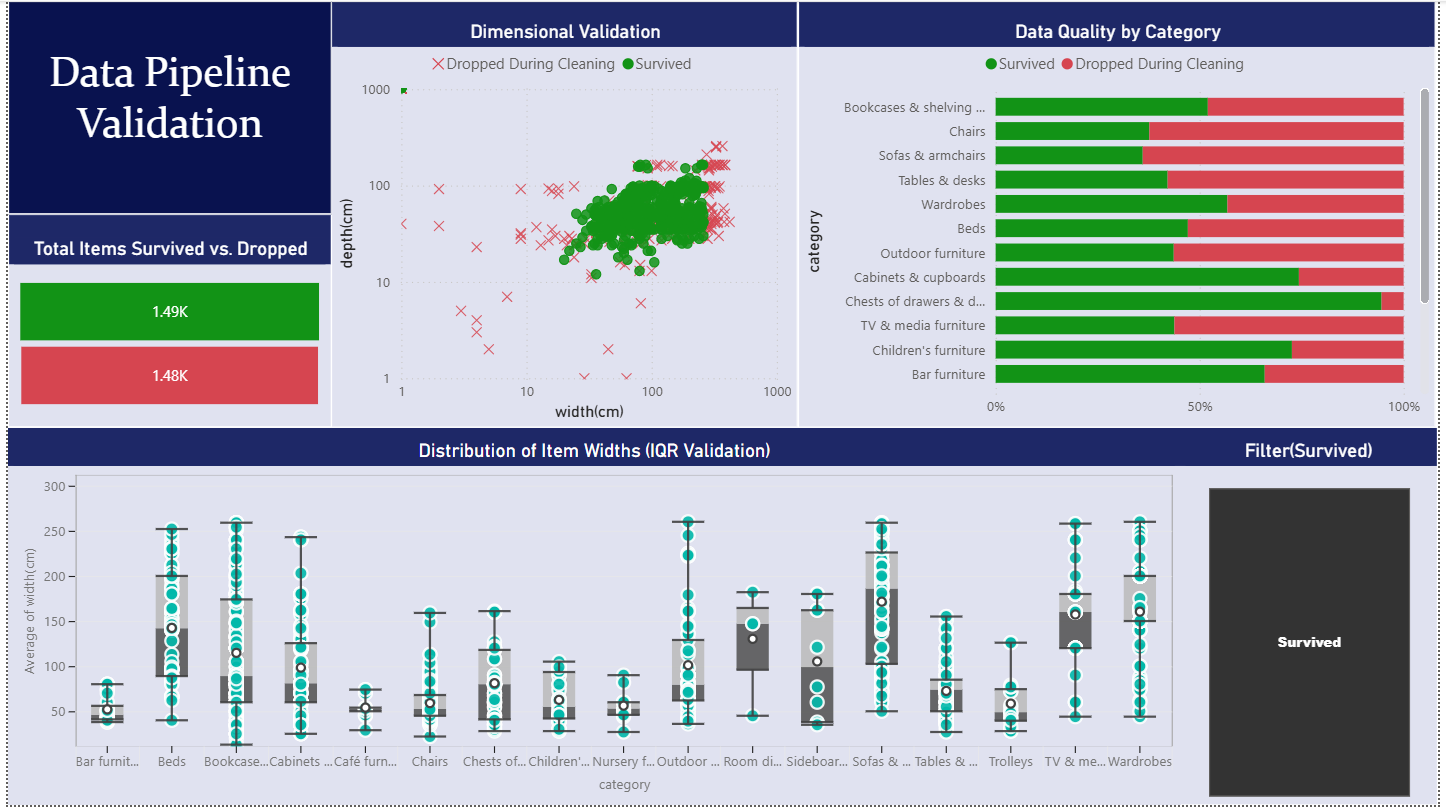 Data Pipeline
Validation
Total Items Survived vs. Dropped
1.49K
1.48K
Dimensional Validation
Dropped During Cleaning Survived
depth(cm)
1000
100
10
1
1 10 100 1000
width(cm)
Data Quality by Category
Survived Dropped During Cleaning
category
Bookcases & shelving ...
Chairs
Sofas & armchairs
Tables & desks
Wardrobes
Beds
Outdoor furniture
Cabinets & cupboards
Chests of drawers & d...
TV & media furniture
Children's furniture
Bar furniture
0% 50% 100%
Distribution of Item Widths (IQR Validation)
Average of width(cm)
300
250
200
150
100
50
Bar furnit... Beds Bookcase... Cabinets ... Café furn... Chairs Chests of... Children'... Nursery f... Outdoor ... Room di... Sideboar... Sofas & ... Tables & ... Trolleys TV & me... Wardrobes
category
Filter(Survived)
Survived